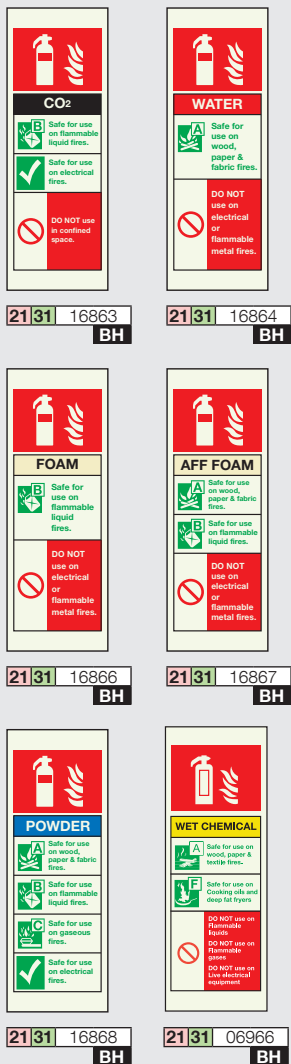 CO2
B
Safe for use
on flammable
liquid fires.
Safe for use
on electrical
fires.
DO NOT use
in confined
space.
21 31 16863
BH
WATER
A
Safe for
use on
wood,
paper &
fabric fires.
DO NOT
use on
electrical
or
flammable
metal fires.
21 31 16864
BH
FOAM
B
Safe for
use on
flammable
liquid
fires.
DO NOT
use on
electrical
or
flammable
metal fires.
21 31 16866
BH
AFF FOAM
A
Safe for use
on wood,
paper & fabric
fires.
B
Safe for use
on flammable
liquid fires.
DO NOT
use on
electrical
or
flammable
metal fires.
21 31 16867
BH
POWDER
A
Safe for use
on wood,
paper & fabric
fires.
B
Safe for use
on flammable
liquid fires.
C
Safe for use
on gaseous
fires.
Safe for use
on electrical
fires.
21 31 16868
BH
WET CHEMICAL
A
Safe for use on
wood, paper &
textile fires.
F
Safe for use on
Cooking oils and
deep fat fryers
DO NOT use on
Flammable
liquids
DO NOT use on
Flammable
gases
DO NOT use on
Live electrical
equipment
21 31 06966
BH